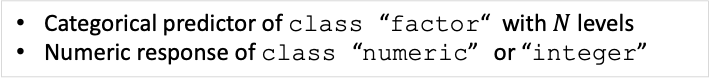 • Categorical predictor of class “factor“ with N levels
• Numeric response of class “numeric” or “integer”